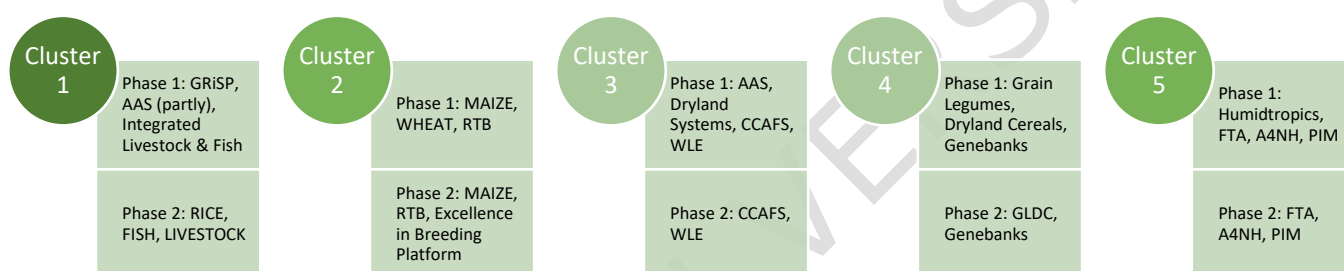 Cluster
1
Phase 1: GRiSP,
AAS (partly),
Integrated
Livestock & Fish
Phase 2: RICE,
FISH, LIVESTOCK
Cluster
2
Phase 1: MAIZE,
WHEAT, RTB
Phase 2: MAIZE,
RTB, Excellence
in Breeding
Platform
Cluster
3
Phase 1: AAS,
Dryland
Systems, CCAFS,
WLE
Phase 2: CCAFS,
WLE
Cluster
4
Phase 1: Grain
Legumes,
Dryland Cereals,
Genebanks
Phase 2: GLDC,
Genebanks
Cluster
5
Phase 1:
Humidtropics,
FTA, A4NH, PIM
Phase 2: FTA,
A4NH, PIM